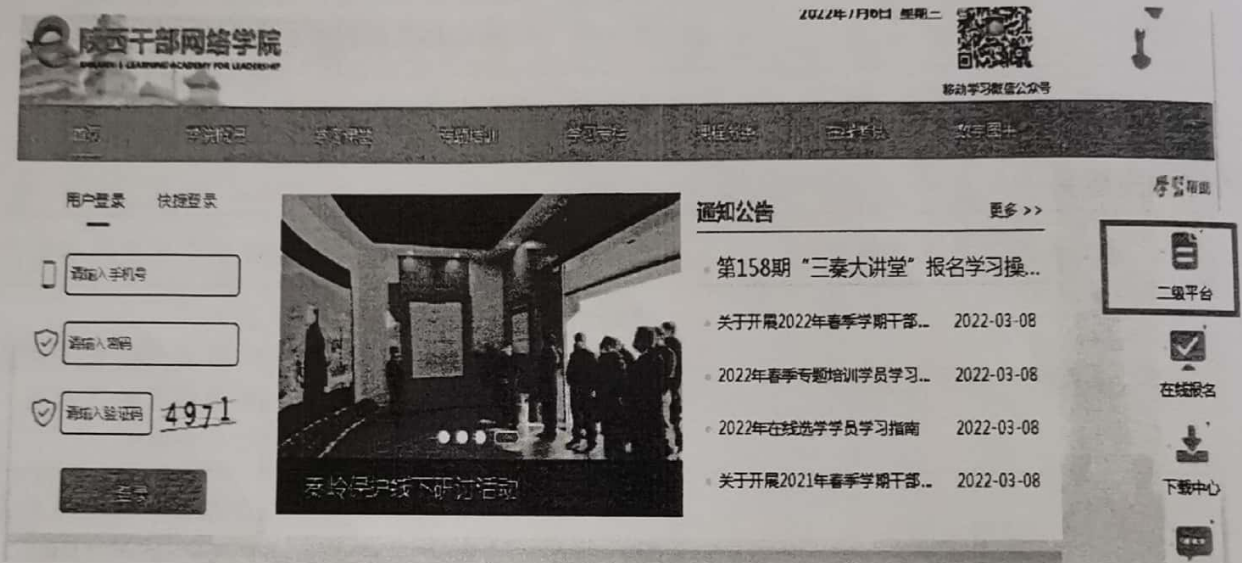 2022年7月6日 星期三
陕西干部网络学院
SHAANXI E-LEARNING ACADEMY FOR LEADERSHIP
移动学习微信公众号
首页
用户登录 快捷登录
请输入手机号
请输入密码
请输入验证码 4971
登录
线下研讨活动
通知公告 更多 >>
第158期“三秦大讲堂”报名学习操...
关于开展2022年春季学期干部... 2022-03-08
2022年春季专题培训学员学习... 2022-03-08
2022年在线选学学员学习指南 2022-03-08
关于开展2021年春季学期干部... 2022-03-08
二级平台
在线报名
下载中心